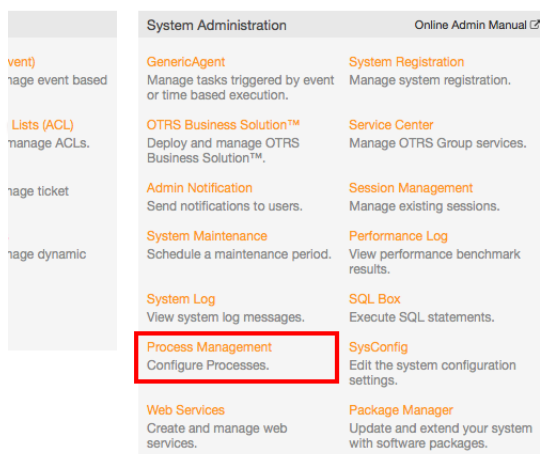 vent)
nage event based
Lists (ACL)
manage ACLs.
nage ticket
nage dynamic
System Administration
Online Admin Manual
GenericAgent
Manage tasks triggered by event
or time based execution.
System Registration
Manage system registration.
OTRS Business Solution™
Deploy and manage OTRS
Business Solution™.
Service Center
Manage OTRS Group services.
Admin Notification
Send notifications to users.
Session Management
Manage existing sessions.
System Maintenance
Schedule a maintenance period.
Performance Log
View performance benchmark
results.
System Log
View system log messages.
SQL Box
Execute SQL statements.
Process Management
Configure Processes.
SysConfig
Edit the system configuration
settings.
Web Services
Create and manage web
services.
Package Manager
Update and extend your system
with software packages.